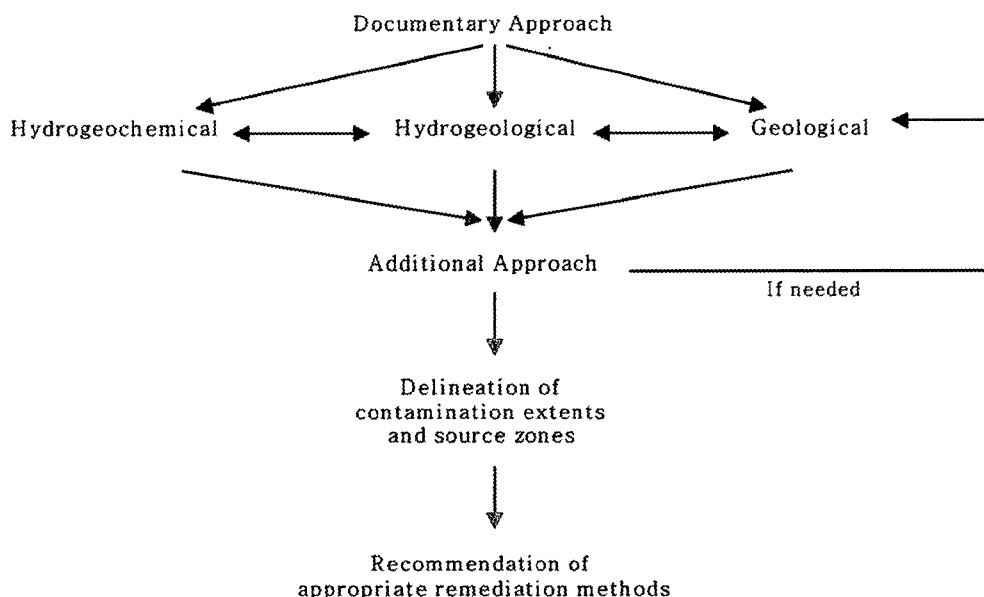 Documentary Approach
Hydrogeochemical
Hydrogeological
Geological
Additional Approach
If needed
Delineation of
contamination extents
and source zones
Recommendation of
appropriate remediation methods